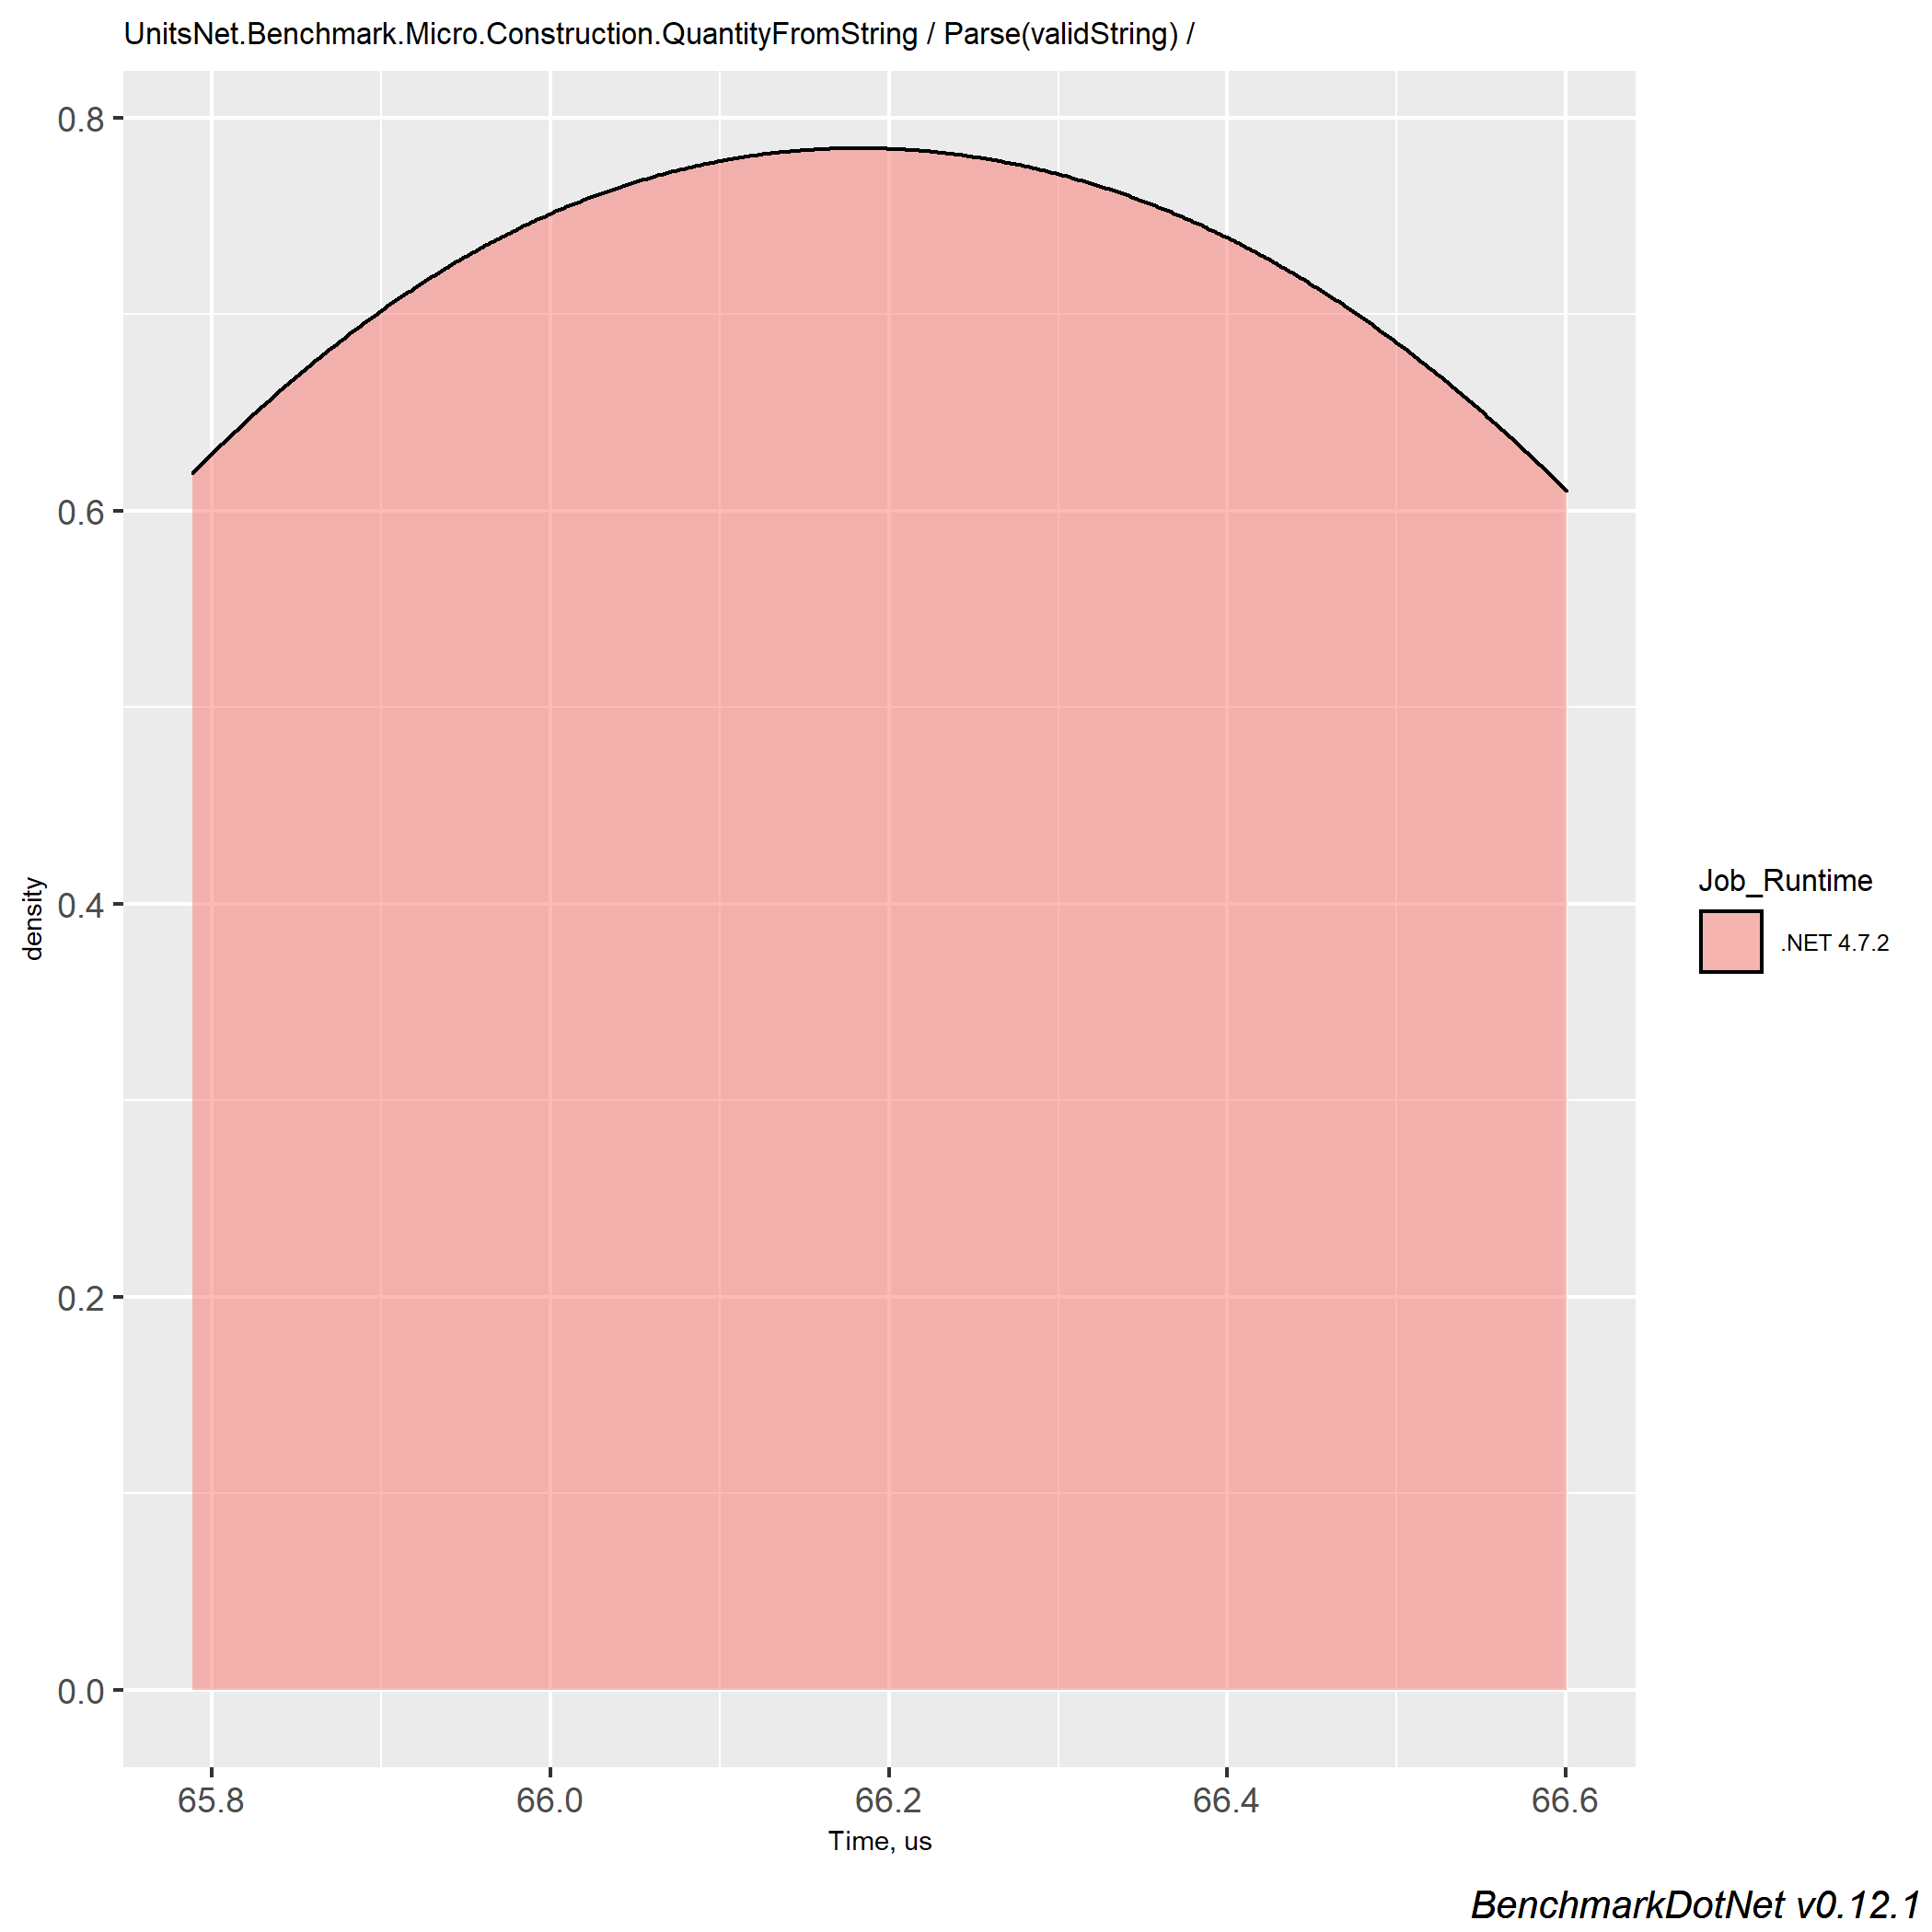 UnitsNet.Benchmark.Micro.Construction.QuantityFromString / Parse(validString) /
0.8
0.6
0.4
0.2
0.0
density
65.8 66.0 66.2 66.4 66.6
Time, us
Job_Runtime
.NET 4.7.2
BenchmarkDotNet v0.12.1